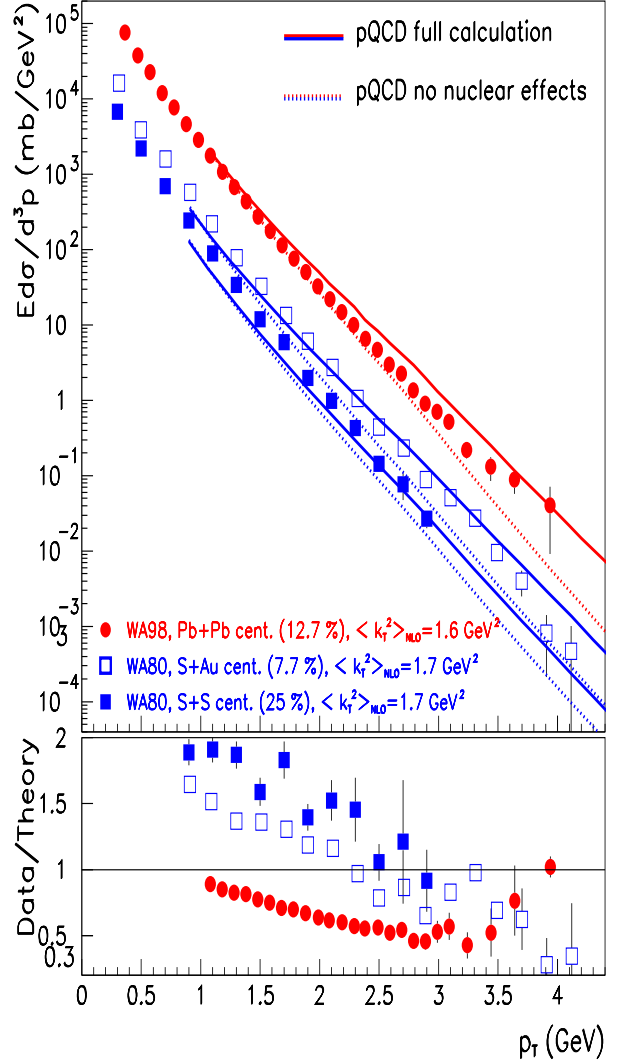 pQCD full calculation
pQCD no nuclear effects
Edσ/d³p (mb/GeV²)
10⁵
10⁴
10³
10²
10
1
10⁻¹
10⁻²
10⁻³
3
10⁻⁴
WA98, Pb+Pb cent. (12.7 %), < k_T² >_NLO=1.6 GeV²
WA80, S+Au cent. (7.7 %), < k_T² >_NLO=1.7 GeV²
WA80, S+S cent. (25 %), < k_T² >_NLO=1.7 GeV²
Data/Theory
2
1.5
1
0.5
0.3
0 0.5 1 1.5 2 2.5 3 3.5 4
p_T (GeV)